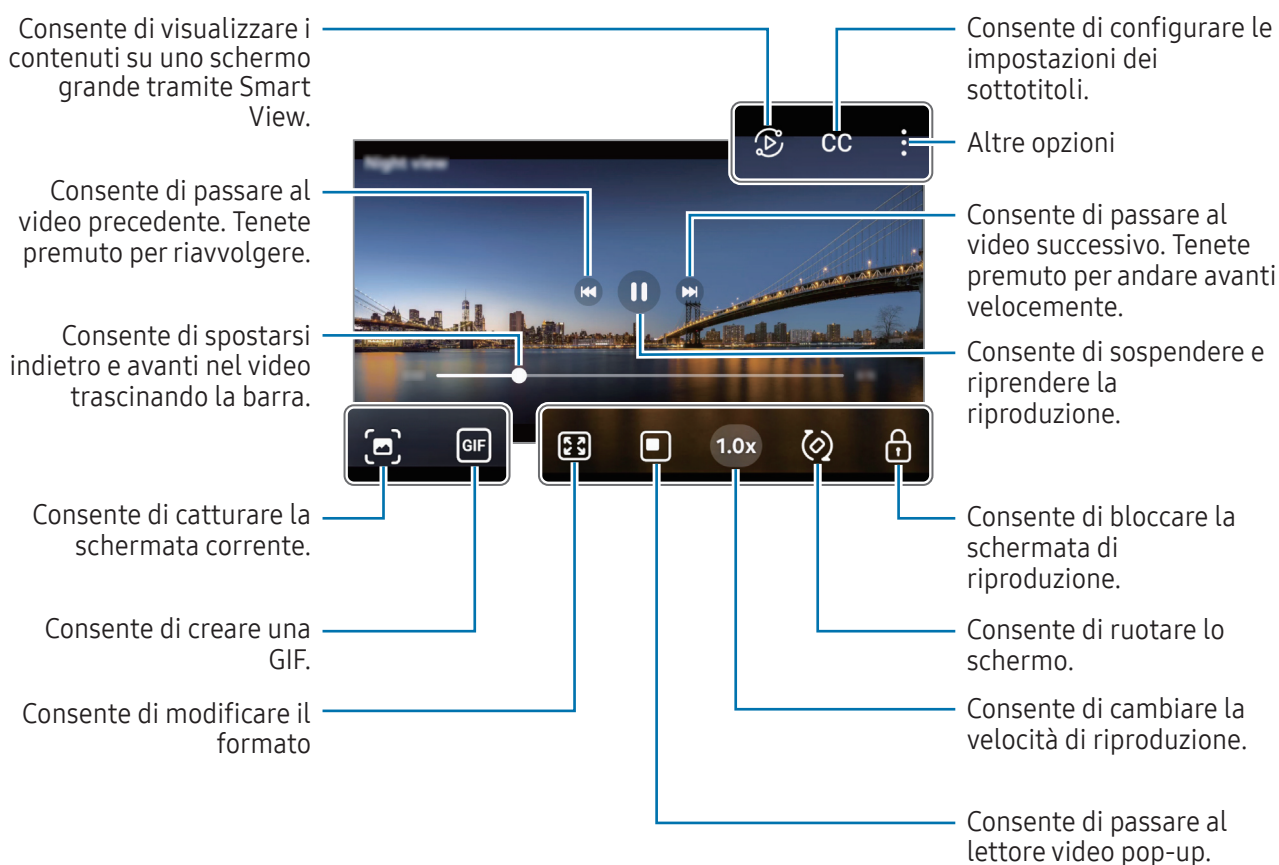 Consente di visualizzare i
contenuti su uno schermo
grande tramite Smart
View.
Consente di passare al
video precedente. Tenete
premuto per riavvolgere.
Consente di spostarsi
indietro e avanti nel video
trascinando la barra.
Consente di catturare la
schermata corrente.
Consente di creare una
GIF.
Consente di modificare il
formato
Night view
CC
GIF
1.0x
Consente di configurare le
impostazioni dei
sottotitoli.
Altre opzioni
Consente di passare al
video successivo. Tenete
premuto per andare avanti
velocemente.
Consente di sospendere e
riprendere la
riproduzione.
Consente di bloccare la
schermata di
riproduzione.
Consente di ruotare lo
schermo.
Consente di cambiare la
velocità di riproduzione.
Consente di passare al
lettore video pop-up.